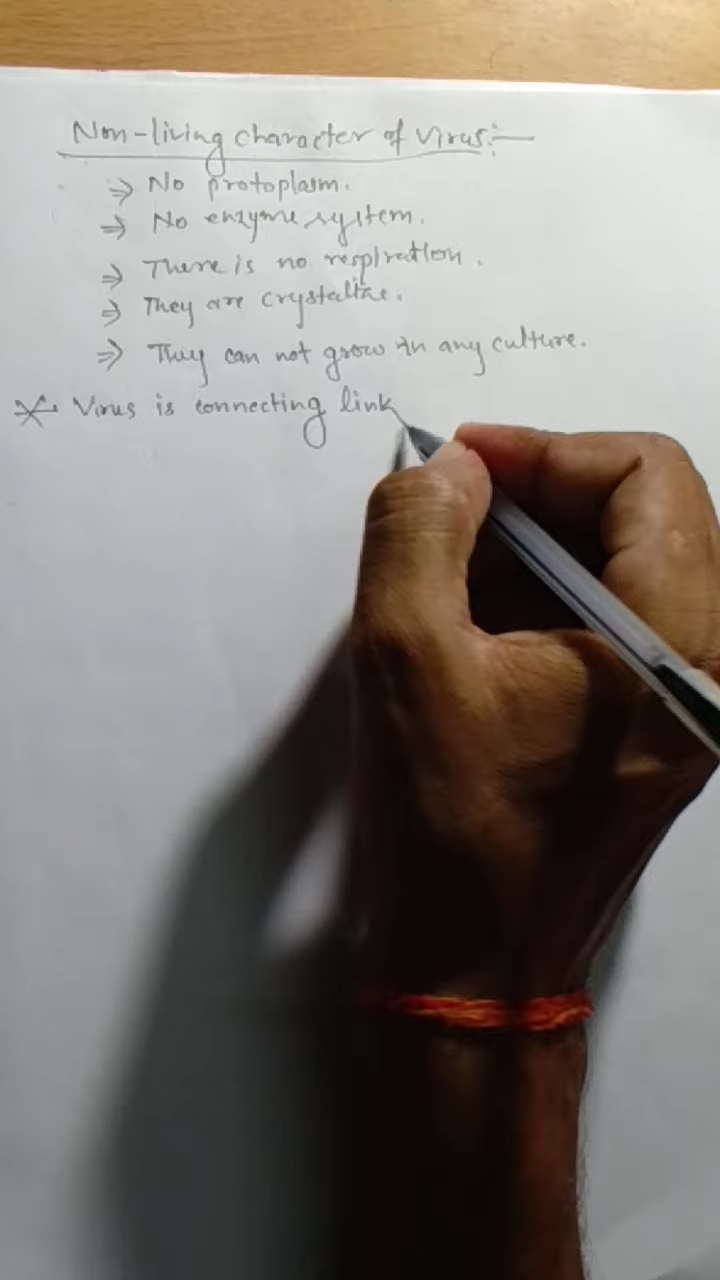 Non-living character of Virus:-
⇒ No protoplasm.
⇒ No enzyme system.
⇒ There is no respiration.
⇒ They are crystallize.
⇒ They can not grow in any culture.
* Virus is connecting link